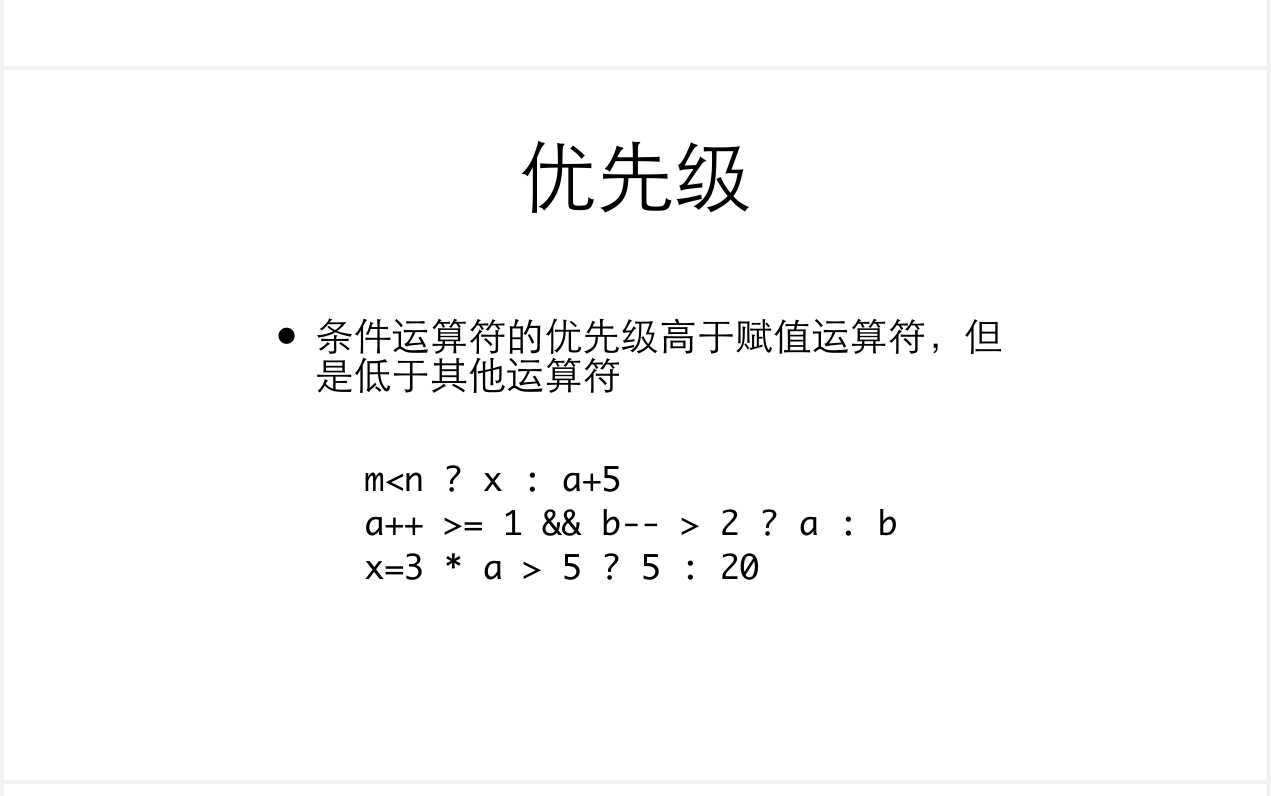 优先级
• 条件运算符的优先级高于赋值运算符，但
是低于其他运算符
m<n ? x : a+5
a++ >= 1 && b-- > 2 ? a : b
x=3 * a > 5 ? 5 : 20